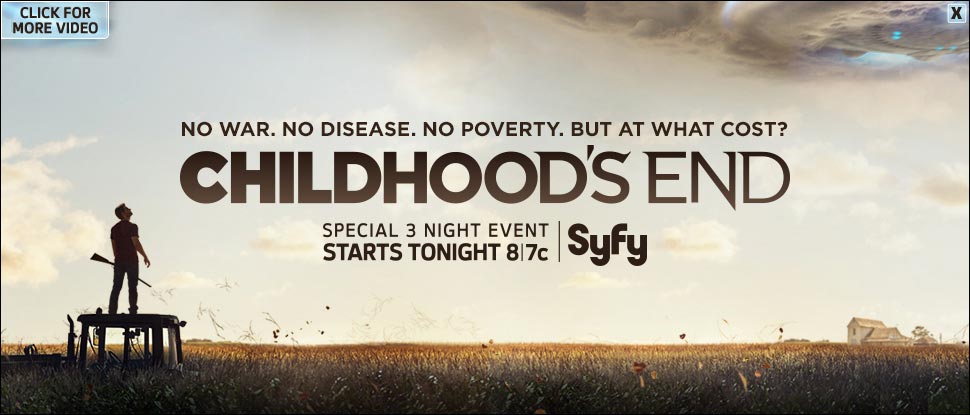 CLICK FOR
MORE VIDEO
X
NO WAR. NO DISEASE. NO POVERTY. BUT AT WHAT COST?
CHILDHOOD'S END
SPECIAL 3 NIGHT EVENT
STARTS TONIGHT 8|7c
Syfy